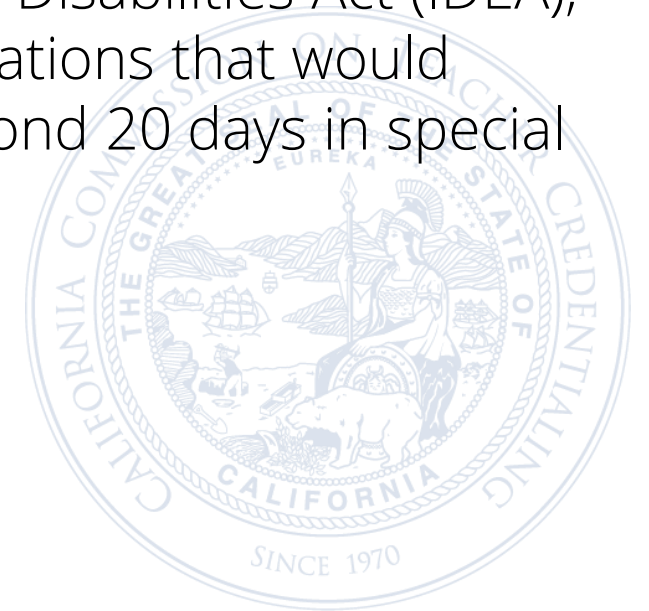 Disabilities Act (IDEA),
ations that would
ond 20 days in special
CALIFORNIA COMMISSION ON TEACHER CREDENTIALING
THE GREAT SEAL OF THE STATE OF
EUREKA
CALIFORNIA
SINCE 1970